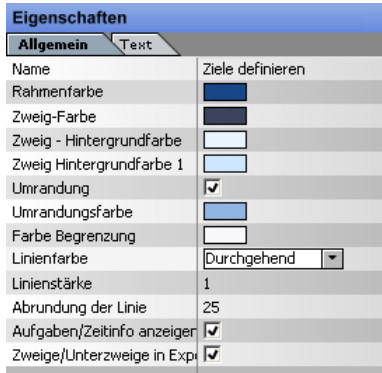 Eigenschaften
Allgemein Text
Name Ziele definieren
Rahmenfarbe
Zweig-Farbe
Zweig - Hintergrundfarbe
Zweig Hintergrundfarbe 1
Umrandung
Umrandungsfarbe
Farbe Begrenzung
Linienfarbe Durchgehend
Linienstärke 1
Abrundung der Linie 25
Aufgaben/Zeitinfo anzeiger
Zweige/Unterzweige in Expo